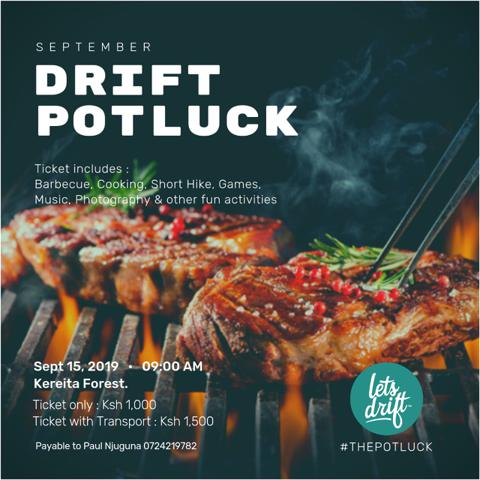 SEPTEMBER
DRIFT
POTLUCK
Ticket includes :
Barbecue, Cooking, Short Hike, Games,
Music, Photography & other fun activities
Sept 15, 2019 • 09:00 AM
Kereita Forest.
Ticket only : Ksh 1,000
Ticket with Transport : Ksh 1,500
Payable to Paul Njuguna 0724219782
lets
drift
#THEPOTLUCK